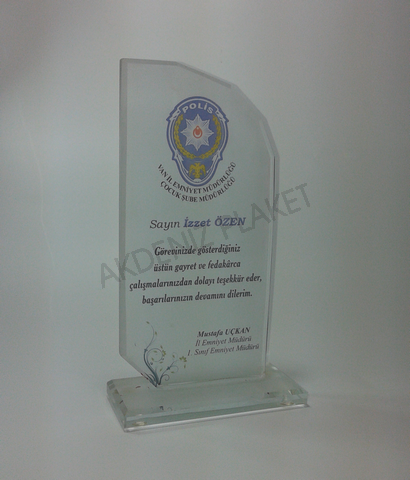 POLİS
VAN İL EMNİYET MÜDÜRLÜĞÜ
ÇOCUK ŞUBE MÜDÜRLÜĞÜ
Sayın İzzet ÖZEN
Görevinizde gösterdiğiniz
üstün gayret ve fedakârca
çalışmalarınızdan dolayı teşekkür eder,
başarılarınızın devamını dilerim.
Mustafa UÇKAN
İl Emniyet Müdürü
1. Sınıf Emniyet Müdürü
AKDENİZ PLAKET